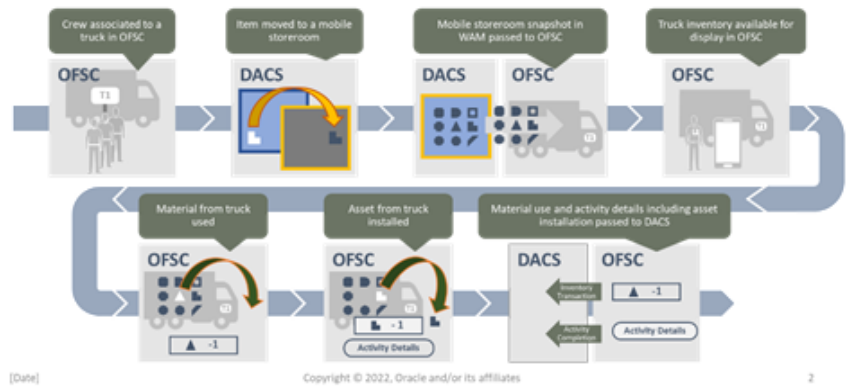 Crew associated to a
truck in OFSC
Item moved to a mobile
storeroom
Mobile storeroom snapshot in
WAM passed to OFSC
Truck inventory available for
display in OFSC
OFSC
T1
DACS
DACS
OFSC
T1
OFSC
T1
Material from truck
used
Asset from truck
installed
Material use and activity details including asset
installation passed to DACS
OFSC
T1
-1
OFSC
T1
- 1
Activity Details
DACS
OFSC
Inventory
Transaction
-1
Activity
Completion
Activity Details
[Date]
Copyright © 2022, Oracle and/or its affiliates
2